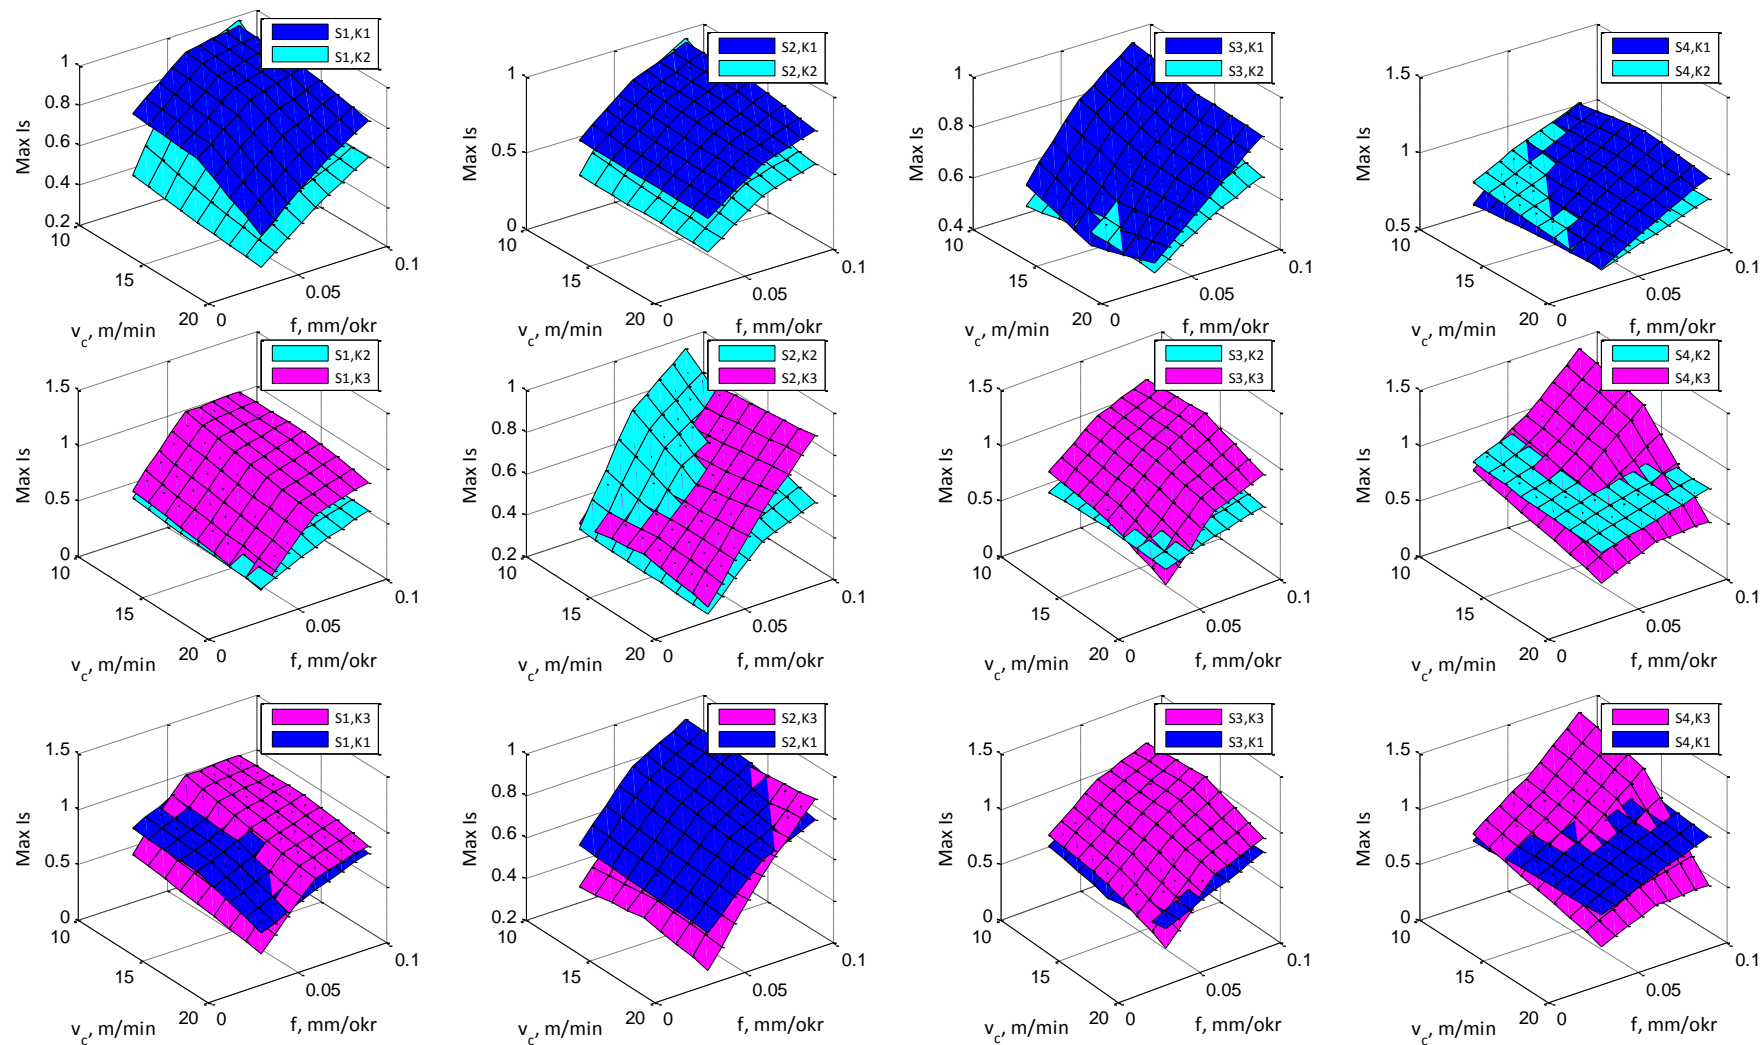 S1,K1
S1,K2
1
0.8
0.6
0.4
0.2
Max Is
10
15
20
v_c, m/min
0
0.05
0.1
f, mm/okr
S2,K1
S2,K2
1
0.5
0
Max Is
10
15
20
v_c, m/min
0
0.05
0.1
f, mm/okr
S3,K1
S3,K2
1
0.8
0.6
0.4
Max Is
10
15
20
v_c, m/min
0
0.05
0.1
f, mm/okr
S4,K1
S4,K2
1.5
1
0.5
Max Is
10
15
20
v_c, m/min
0
0.05
0.1
f, mm/okr
S1,K2
S1,K3
1.5
1
0.5
0
Max Is
10
15
20
v_c, m/min
0
0.05
0.1
f, mm/okr
S2,K2
S2,K3
1
0.8
0.6
0.4
0.2
Max Is
10
15
20
v_c, m/min
0
0.05
0.1
f, mm/okr
S3,K2
S3,K3
1.5
1
0.5
0
Max Is
10
15
20
v_c, m/min
0
0.05
0.1
f, mm/okr
S4,K2
S4,K3
1.5
1
0.5
0
Max Is
10
15
20
v_c, m/min
0
0.05
0.1
f, mm/okr
S1,K3
S1,K1
1.5
1
0.5
0
Max Is
10
15
20
v_c, m/min
0
0.05
0.1
f, mm/okr
S2,K3
S2,K1
1
0.8
0.6
0.4
0.2
Max Is
10
15
20
v_c, m/min
0
0.05
0.1
f, mm/okr
S3,K3
S3,K1
1.5
1
0.5
0
Max Is
10
15
20
v_c, m/min
0
0.05
0.1
f, mm/okr
S4,K3
S4,K1
1.5
1
0.5
0
Max Is
10
15
20
v_c, m/min
0
0.05
0.1
f, mm/okr